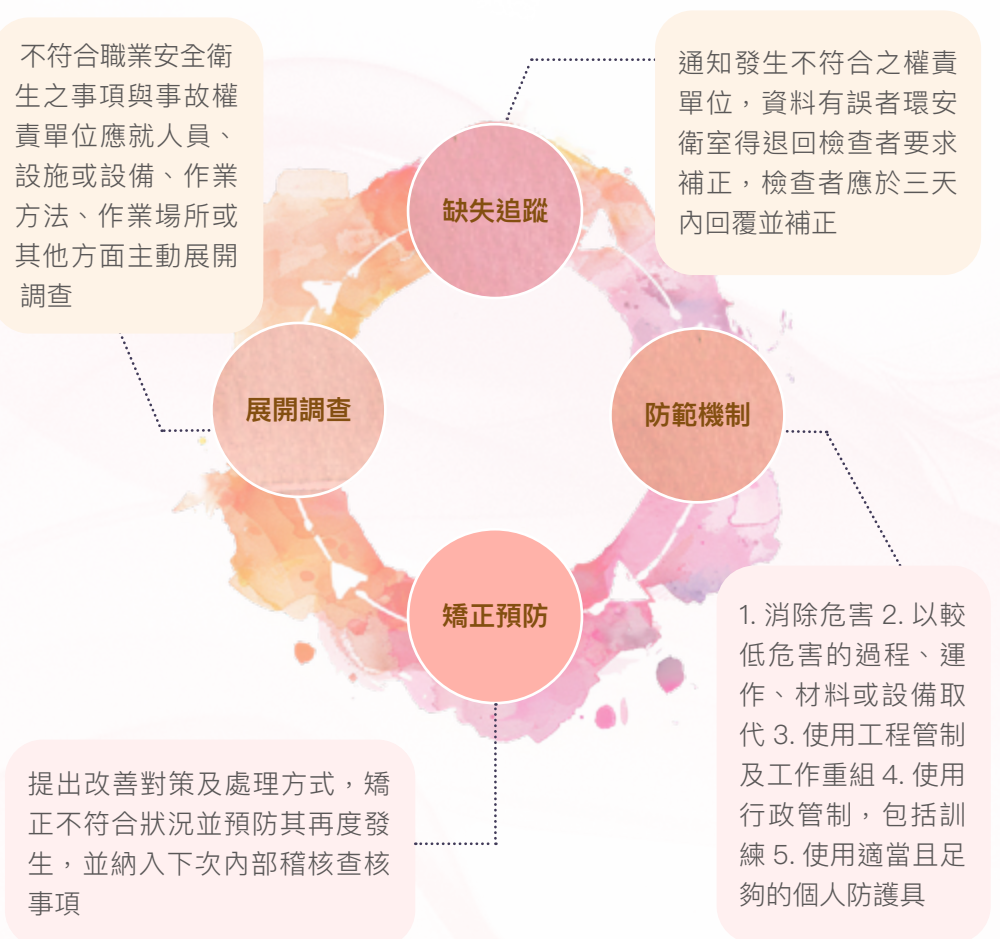 不符合職業安全衛
生之事項與事故權
責單位應就人員、
設施或設備、作業
方法、作業場所或
其他方面主動展開
調查
通知發生不符合之權責
單位，資料有誤者環安
衛室得退回檢查者要求
補正，檢查者應於三天
內回覆並補正
缺失追蹤
展開調查
防範機制
矯正預防
提出改善對策及處理方式，矯
正不符合狀況並預防其再度發
生，並納入下次內部稽核查核
事項
1. 消除危害 2. 以較
低危害的過程、運
作、材料或設備取
代 3. 使用工程管制
及工作重組 4. 使用
行政管制，包括訓
練 5. 使用適當且足
夠的個人防護具